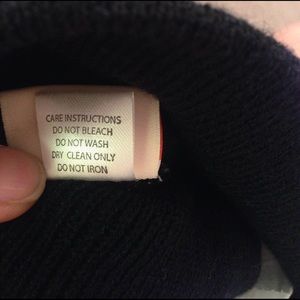 CARE INSTRUCTIONS
DO NOT BLEACH
DO NOT WASH
DRY CLEAN ONLY
DO NOT IRON